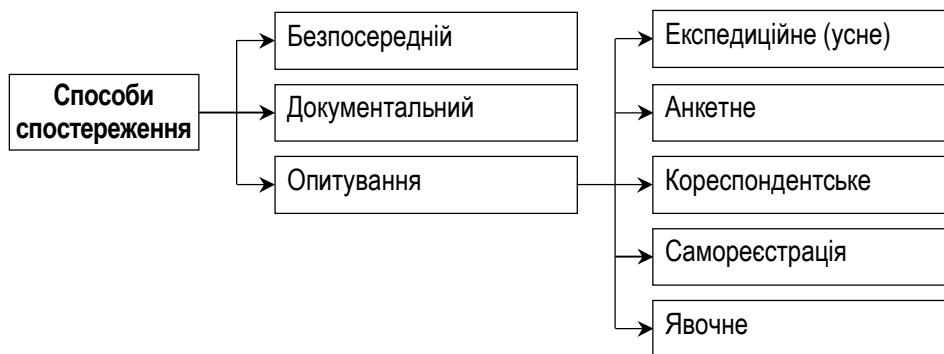 Способи
спостереження
Безпосередній
Документальний
Опитування
Експедиційне (усне)
Анкетне
Кореспондентське
Самореєстрація
Явочне